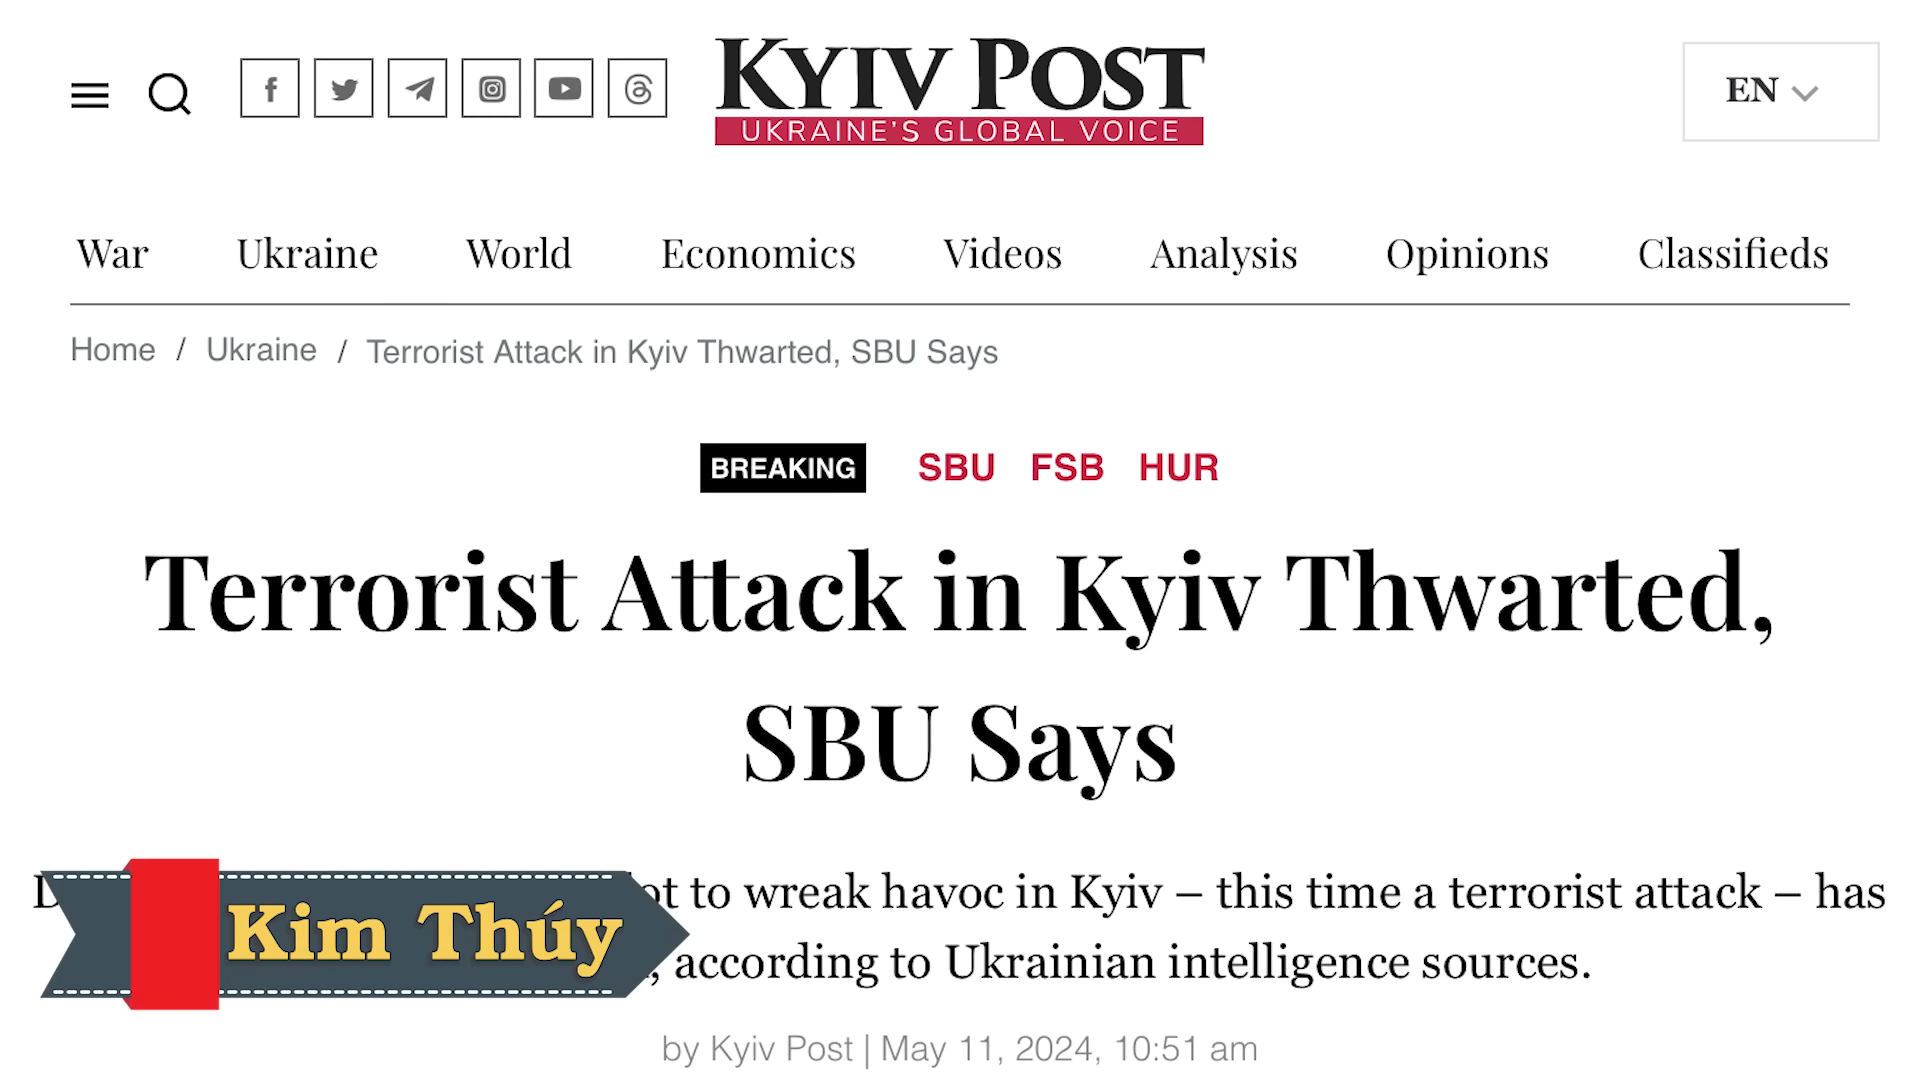 KYIV POST
UKRAINE'S GLOBAL VOICE
EN
War Ukraine World Economics Videos Analysis Opinions Classifieds
Home / Ukraine / Terrorist Attack in Kyiv Thwarted, SBU Says
BREAKING SBU FSB HUR
Terrorist Attack in Kyiv Thwarted,
SBU Says
to wreak havoc in Kyiv – this time a terrorist attack – has
Kim Thúy
, according to Ukrainian intelligence sources.
by Kyiv Post | May 11, 2024, 10:51 am